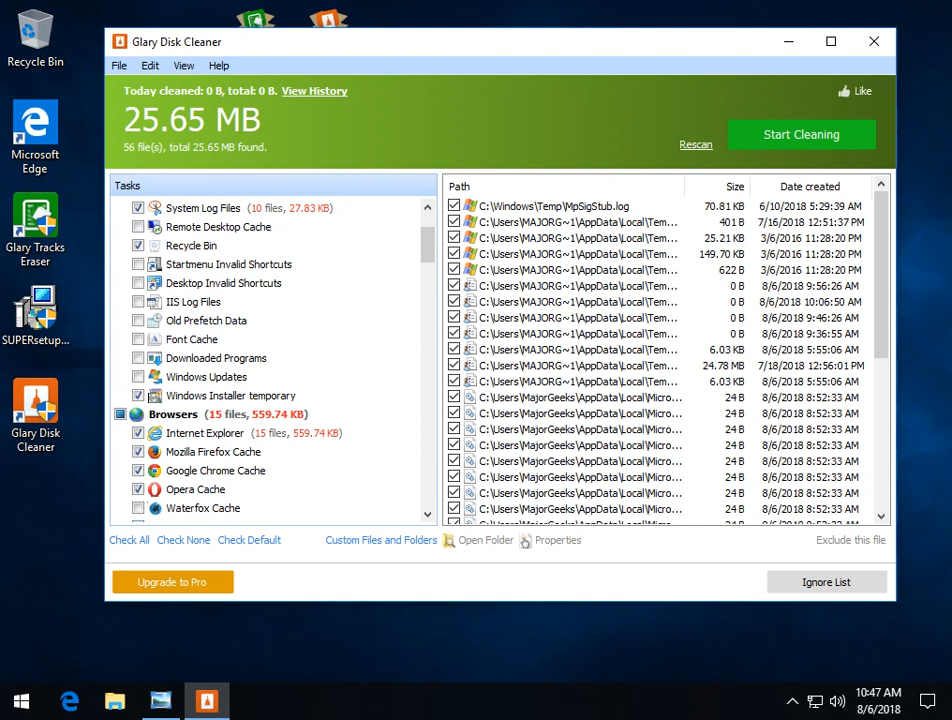 Recycle Bin
Microsoft
Edge
Glary Tracks
Eraser
SUPERsetup...
Glary Disk
Cleaner
Glary Disk Cleaner
File Edit View Help
Today cleaned: 0 B, total: 0 B. View History
Like
25.65 MB
56 file(s), total 25.65 MB found.
Rescan
Start Cleaning
Tasks
System Log Files (10 files, 27.83 KB)
Remote Desktop Cache
Recycle Bin
Startmenu Invalid Shortcuts
Desktop Invalid Shortcuts
IIS Log Files
Old Prefetch Data
Font Cache
Downloaded Programs
Windows Updates
Windows Installer temporary
Browsers (15 files, 559.74 KB)
Internet Explorer (15 files, 559.74 KB)
Mozilla Firefox Cache
Google Chrome Cache
Opera Cache
Waterfox Cache
Path Size Date created
C:\Windows\Temp\MpSigStub.log 70.81 KB 6/10/2018 5:29:39 AM
C:\Users\MAJORG~1\AppData\Local\Tem... 401 B 7/16/2018 12:51:37 PM
C:\Users\MAJORG~1\AppData\Local\Tem... 25.21 KB 3/6/2016 11:28:20 PM
C:\Users\MAJORG~1\AppData\Local\Tem... 149.70 KB 3/6/2016 11:28:20 PM
C:\Users\MAJORG~1\AppData\Local\Tem... 622 B 3/6/2016 11:28:20 PM
C:\Users\MAJORG~1\AppData\Local\Tem... 0 B 8/6/2018 9:56:26 AM
C:\Users\MAJORG~1\AppData\Local\Tem... 0 B 8/6/2018 10:06:50 AM
C:\Users\MAJORG~1\AppData\Local\Tem... 0 B 8/6/2018 9:46:26 AM
C:\Users\MAJORG~1\AppData\Local\Tem... 0 B 8/6/2018 9:36:55 AM
C:\Users\MAJORG~1\AppData\Local\Tem... 6.03 KB 8/6/2018 5:55:06 AM
C:\Users\MAJORG~1\AppData\Local\Tem... 24.78 MB 7/18/2018 12:56:01 PM
C:\Users\MAJORG~1\AppData\Local\Tem... 6.03 KB 8/6/2018 5:55:06 AM
C:\Users\MajorGeeks\AppData\Local\Micro... 24 B 8/6/2018 8:52:33 AM
C:\Users\MajorGeeks\AppData\Local\Micro... 24 B 8/6/2018 8:52:33 AM
C:\Users\MajorGeeks\AppData\Local\Micro... 24 B 8/6/2018 8:52:33 AM
C:\Users\MajorGeeks\AppData\Local\Micro... 24 B 8/6/2018 8:52:33 AM
C:\Users\MajorGeeks\AppData\Local\Micro... 24 B 8/6/2018 8:52:33 AM
C:\Users\MajorGeeks\AppData\Local\Micro... 24 B 8/6/2018 8:52:33 AM
C:\Users\MajorGeeks\AppData\Local\Micro... 24 B 8/6/2018 8:52:33 AM
Check All Check None Check Default Custom Files and Folders Open Folder Properties Exclude this file
Upgrade to Pro
Ignore List
10:47 AM
8/6/2018